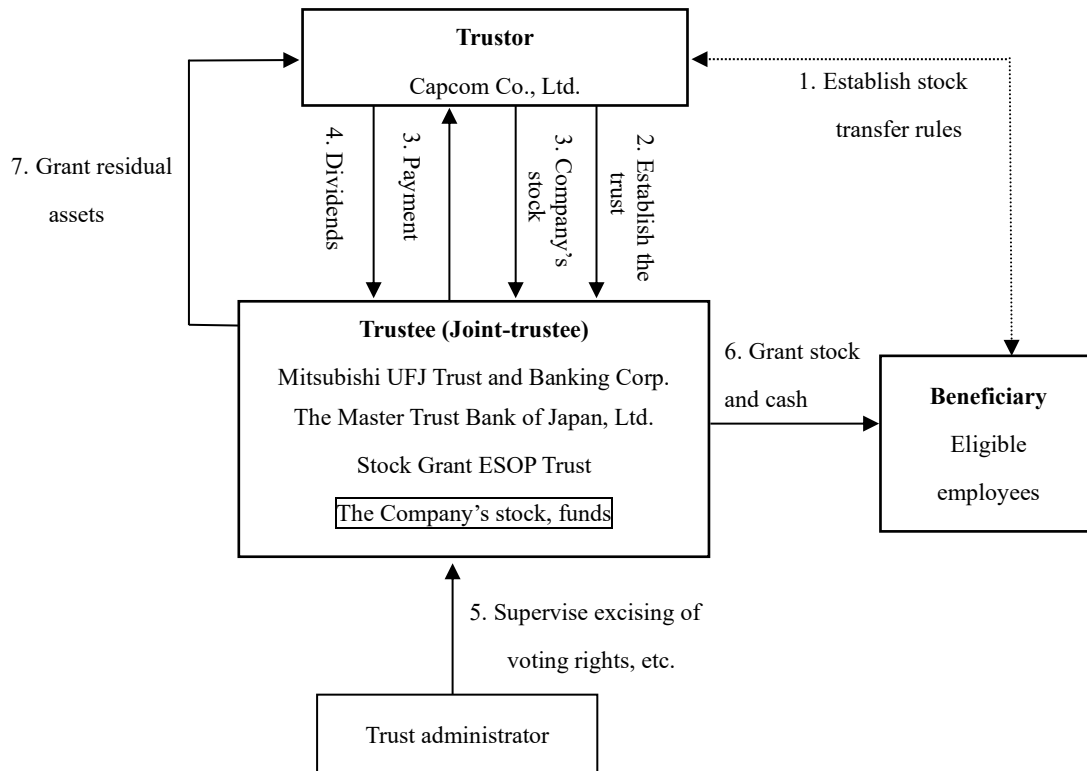 Trustor
Capcom Co., Ltd.
1. Establish stock
transfer rules
7. Grant residual
assets
4. Dividends
3. Payment
3. Company’s
stock
2. Establish the
trust
Trustee (Joint-trustee)
Mitsubishi UFJ Trust and Banking Corp.
The Master Trust Bank of Japan, Ltd.
Stock Grant ESOP Trust
The Company’s stock, funds
6. Grant stock
and cash
Beneficiary
Eligible
employees
5. Supervise excising of
voting rights, etc.
Trust administrator